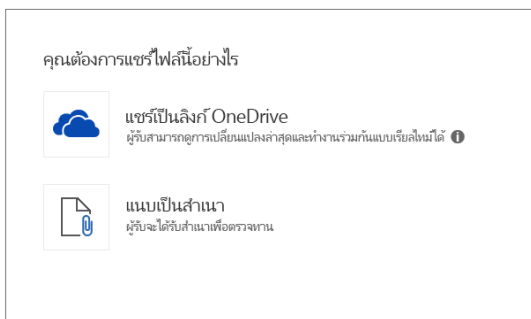 คุณต้องการแชร์ไฟล์นี้อย่างไร
แชร์เป็นลิงก์ OneDrive
ผู้รับสามารถดูการเปลี่ยนแปลงล่าสุดและทำงานร่วมกันแบบเรียลไทม์ได้
แนบเป็นสำเนา
ผู้รับจะได้รับสำเนาเพื่อตรวจทาน